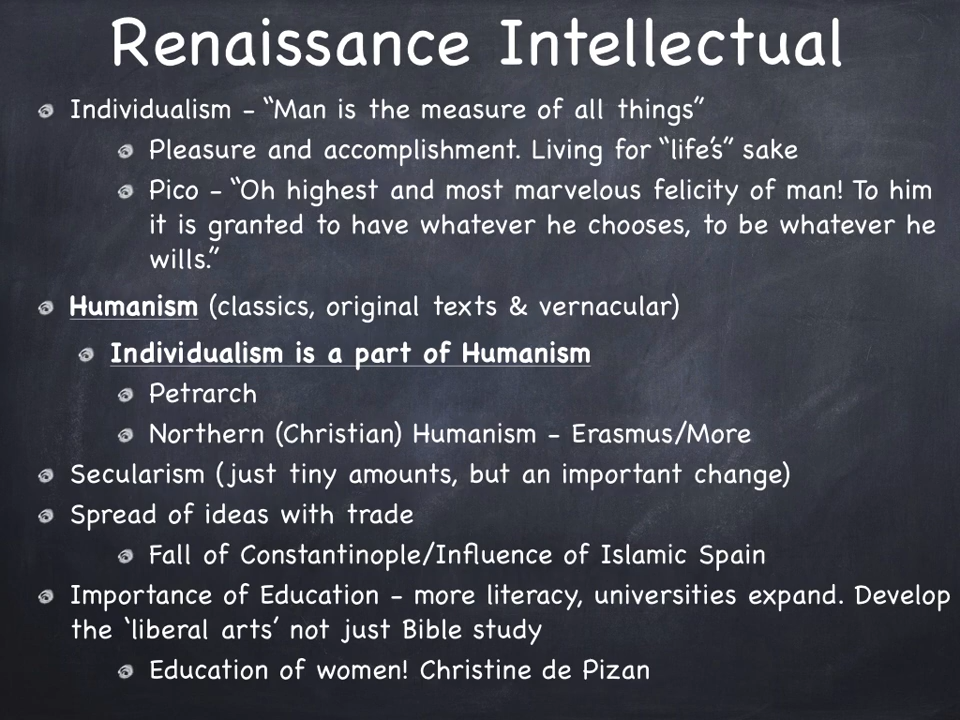 Renaissance Intellectual
Individualism - “Man is the measure of all things”
Pleasure and accomplishment. Living for “life’s” sake
Pico - “Oh highest and most marvelous felicity of man! To him
it is granted to have whatever he chooses, to be whatever he
wills.”
Humanism (classics, original texts & vernacular)
Individualism is a part of Humanism
Petrarch
Northern (Christian) Humanism - Erasmus/More
Secularism (just tiny amounts, but an important change)
Spread of ideas with trade
Fall of Constantinople/Influence of Islamic Spain
Importance of Education - more literacy, universities expand. Develop
the ‘liberal arts’ not just Bible study
Education of women! Christine de Pizan